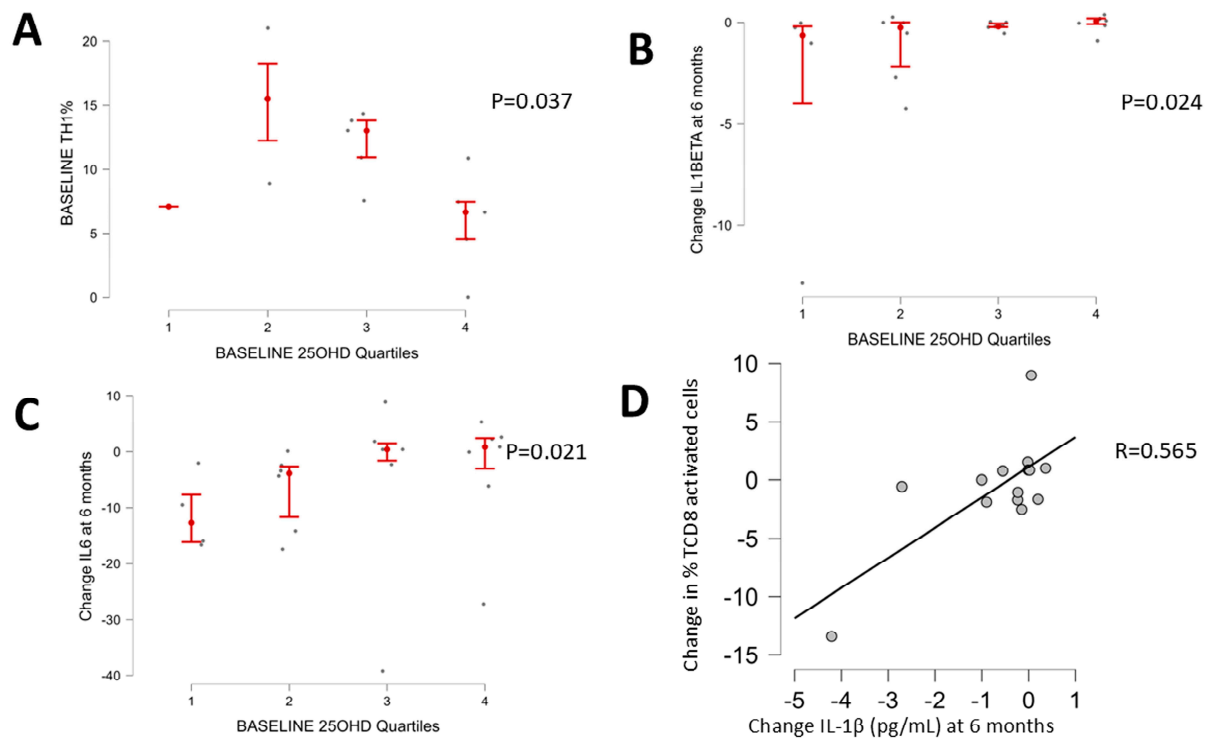 A
BASELINE TH1%
20
15
10
5
0
P=0.037
1 2 3 4
BASELINE 25OHD Quartiles
B
Change IL1BETA at 6 months
0
-5
-10
P=0.024
1 2 3 4
BASELINE 25OHD Quartiles
C
Change IL6 at 6 months
10
0
-10
-20
-30
-40
P=0.021
1 2 3 4
BASELINE 25OHD Quartiles
D
Change in % TCD8 activated cells
10
5
0
-5
-10
-15
R=0.565
-5 -4 -3 -2 -1 0 1
Change IL-1β (pg/mL) at 6 months